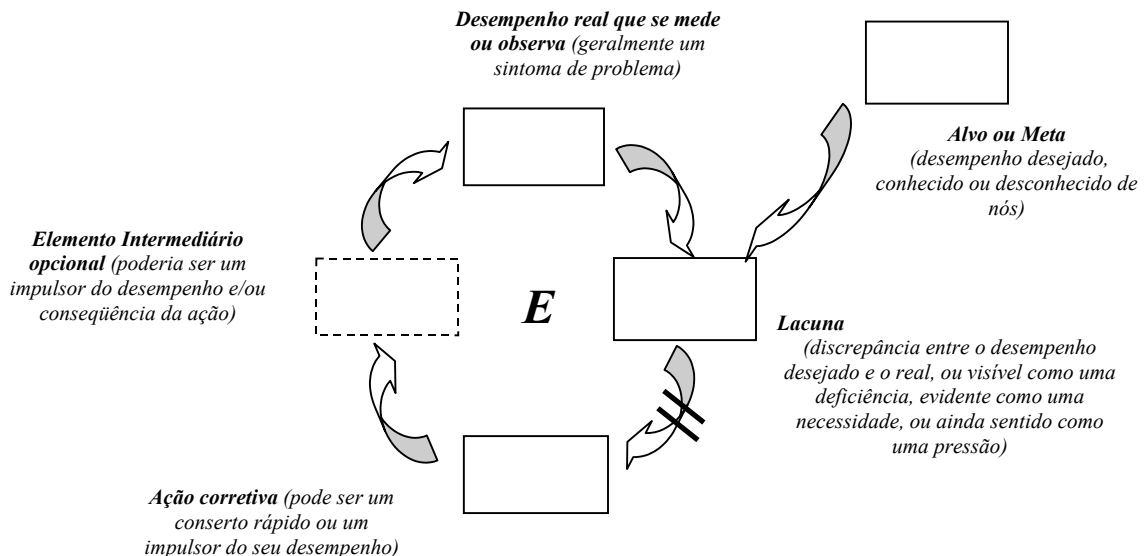 Desempenho real que se mede
ou observa (geralmente um
sintoma de problema)
Alvo ou Meta
(desempenho desejado,
conhecido ou desconhecido de
nós)
Elemento Intermediário
opcional (poderia ser um
impulsor do desempenho e/ou
conseqüência da ação)
E
Lacuna
(discrepância entre o desempenho
desejado e o real, ou visível como uma
deficiência, evidente como uma
necessidade, ou ainda sentido como
uma pressão)
Ação corretiva (pode ser um
conserto rápido ou um
impulsor do seu desempenho)